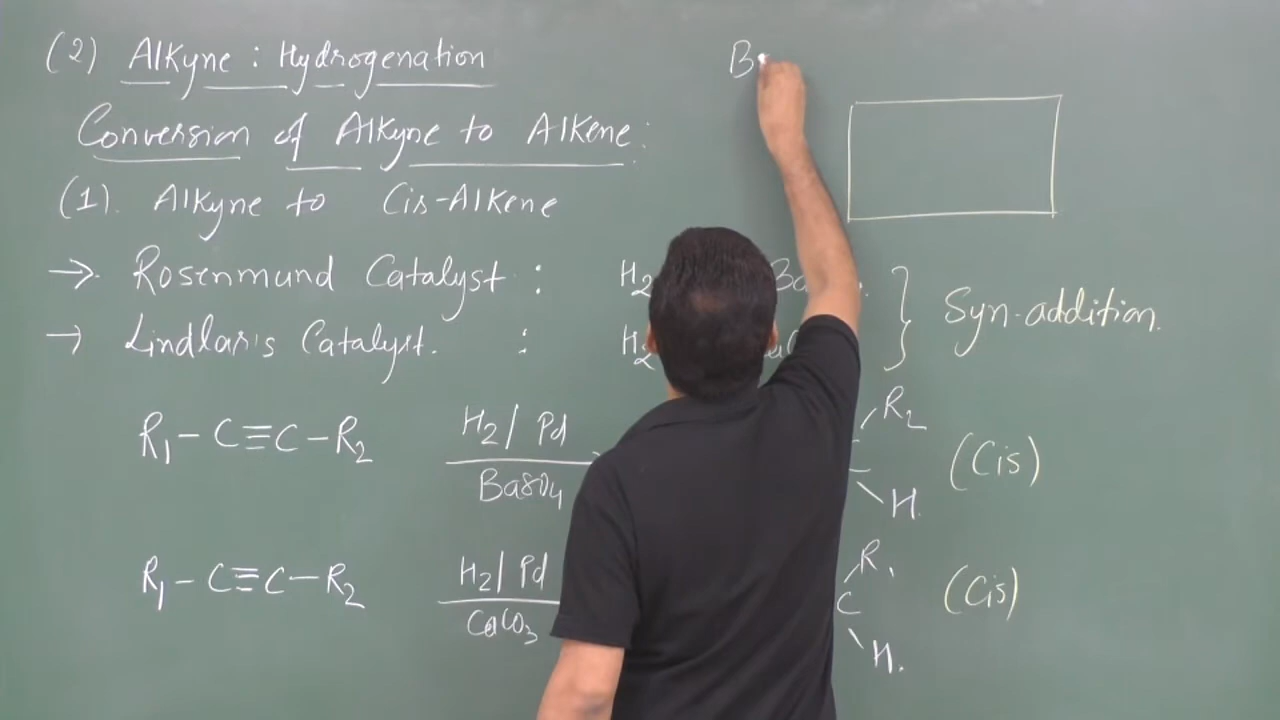 (2) Alkyne : Hydrogenation
B
Conversion of Alkyne to Alkene :
(1). Alkyne to Cis-Alkene
→ Rosenmund Catalyst : H2 Ba } Syn-addition.
→ Lindlar's Catalyst. : H2
R1 - C≡C - R2 H2 / Pd R2 (Cis)
BaSO4 H.
R1 - C≡C - R2 H2 / Pd R, (Cis)
CaCO3 C
H.